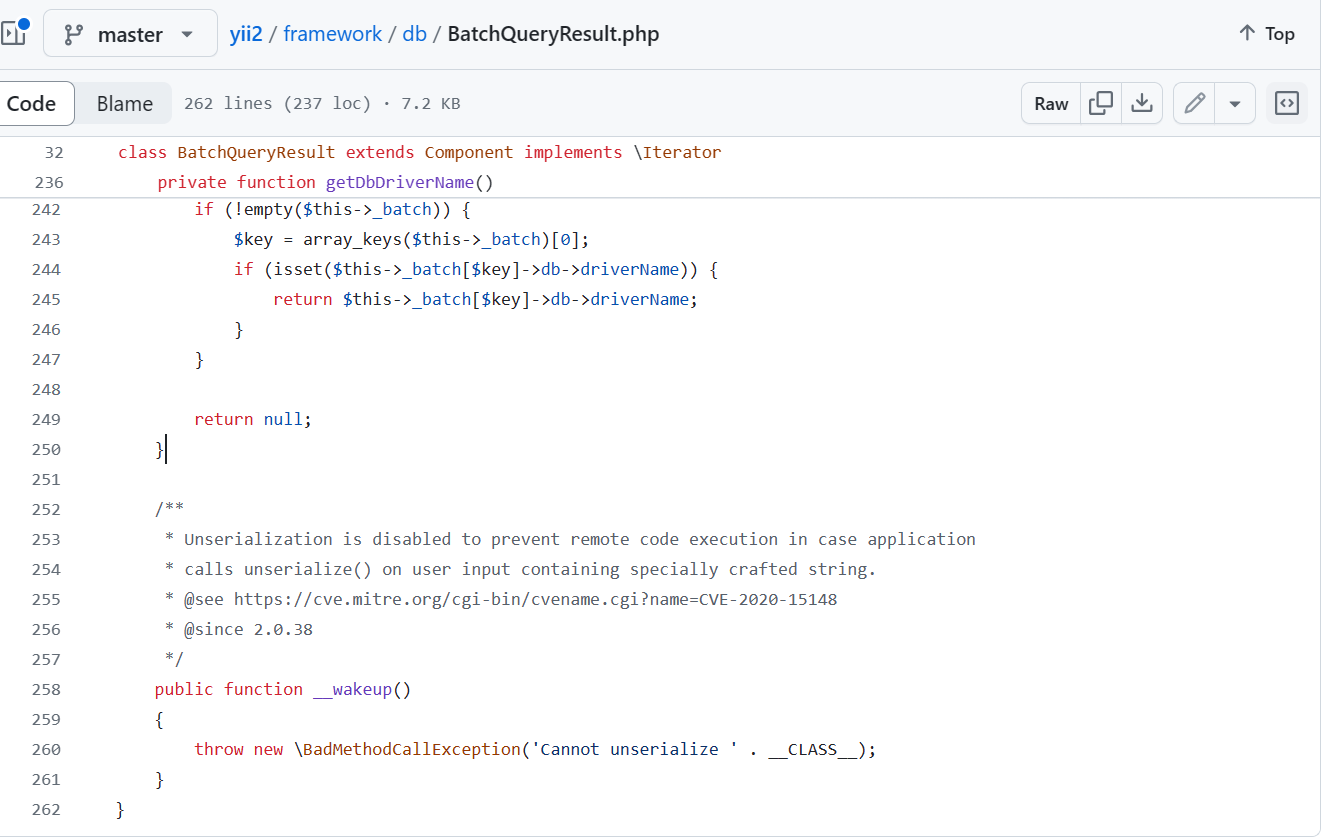 master yii2 / framework / db / BatchQueryResult.php Top
Code Blame 262 lines (237 loc) · 7.2 KB Raw
32 class BatchQueryResult extends Component implements \Iterator
236 private function getDbDriverName()
242 if (!empty($this->_batch)) {
243 $key = array_keys($this->_batch)[0];
244 if (isset($this->_batch[$key]->db->driverName)) {
245 return $this->_batch[$key]->db->driverName;
246 }
247 }
248
249 return null;
250 }
251
252 /**
253 * Unserialization is disabled to prevent remote code execution in case application
254 * calls unserialize() on user input containing specially crafted string.
255 * @see https://cve.mitre.org/cgi-bin/cvename.cgi?name=CVE-2020-15148
256 * @since 2.0.38
257 */
258 public function __wakeup()
259 {
260 throw new \BadMethodCallException('Cannot unserialize ' . __CLASS__);
261 }
262 }